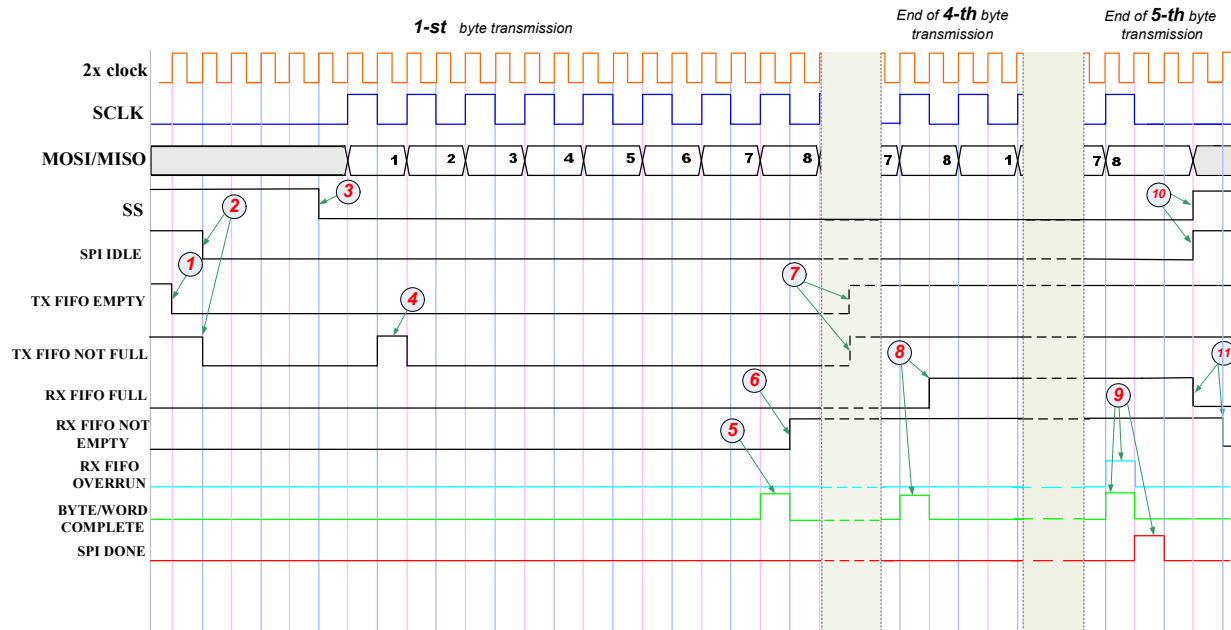 1-st byte transmission
End of 4-th byte
transmission
End of 5-th byte
transmission
2x clock
SCLK
MOSI/MISO
1 2 3 4 5 6 7 8 7 8 1 7 8
SS
3
2
10
SPI IDLE
1
TX FIFO EMPTY
4
7
TX FIFO NOT FULL
8
11
RX FIFO FULL
6
9
RX FIFO NOT
EMPTY
5
RX FIFO
OVERRUN
BYTE/WORD
COMPLETE
SPI DONE